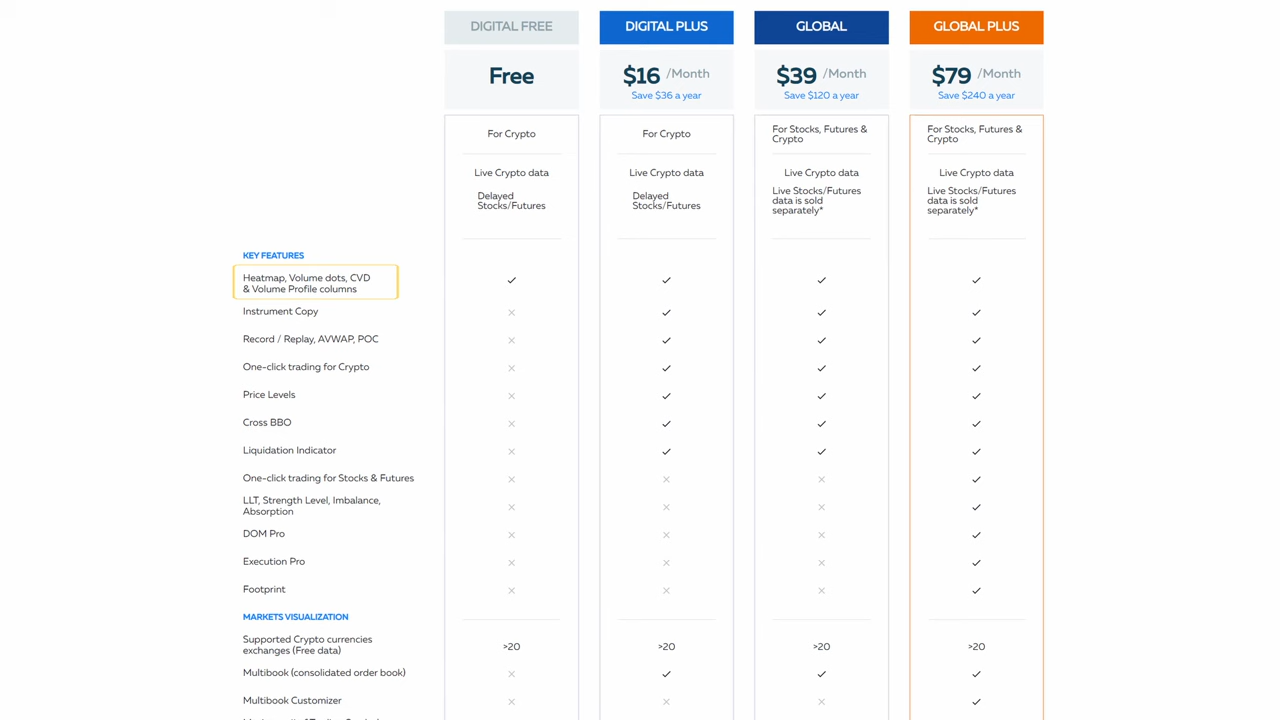 DIGITAL FREE
DIGITAL PLUS
GLOBAL
GLOBAL PLUS
Free
$16 /Month
Save $36 a year
$39 /Month
Save $120 a year
$79 /Month
Save $240 a year
For Crypto
For Crypto
For Stocks, Futures &
Crypto
For Stocks, Futures &
Crypto
Live Crypto data
Delayed
Stocks/Futures
Live Crypto data
Delayed
Stocks/Futures
Live Crypto data
Live Stocks/Futures
data is sold
separately*
Live Crypto data
Live Stocks/Futures
data is sold
separately*
KEY FEATURES
Heatmap, Volume dots, CVD
& Volume Profile columns
Instrument Copy
Record / Replay, AVWAP, POC
One-click trading for Crypto
Price Levels
Cross BBO
Liquidation Indicator
One-click trading for Stocks & Futures
LLT, Strength Level, Imbalance,
Absorption
DOM Pro
Execution Pro
Footprint
MARKETS VISUALIZATION
Supported Crypto currencies
exchanges (Free data)
>20
>20
>20
>20
Multibook (consolidated order book)
Multibook Customizer